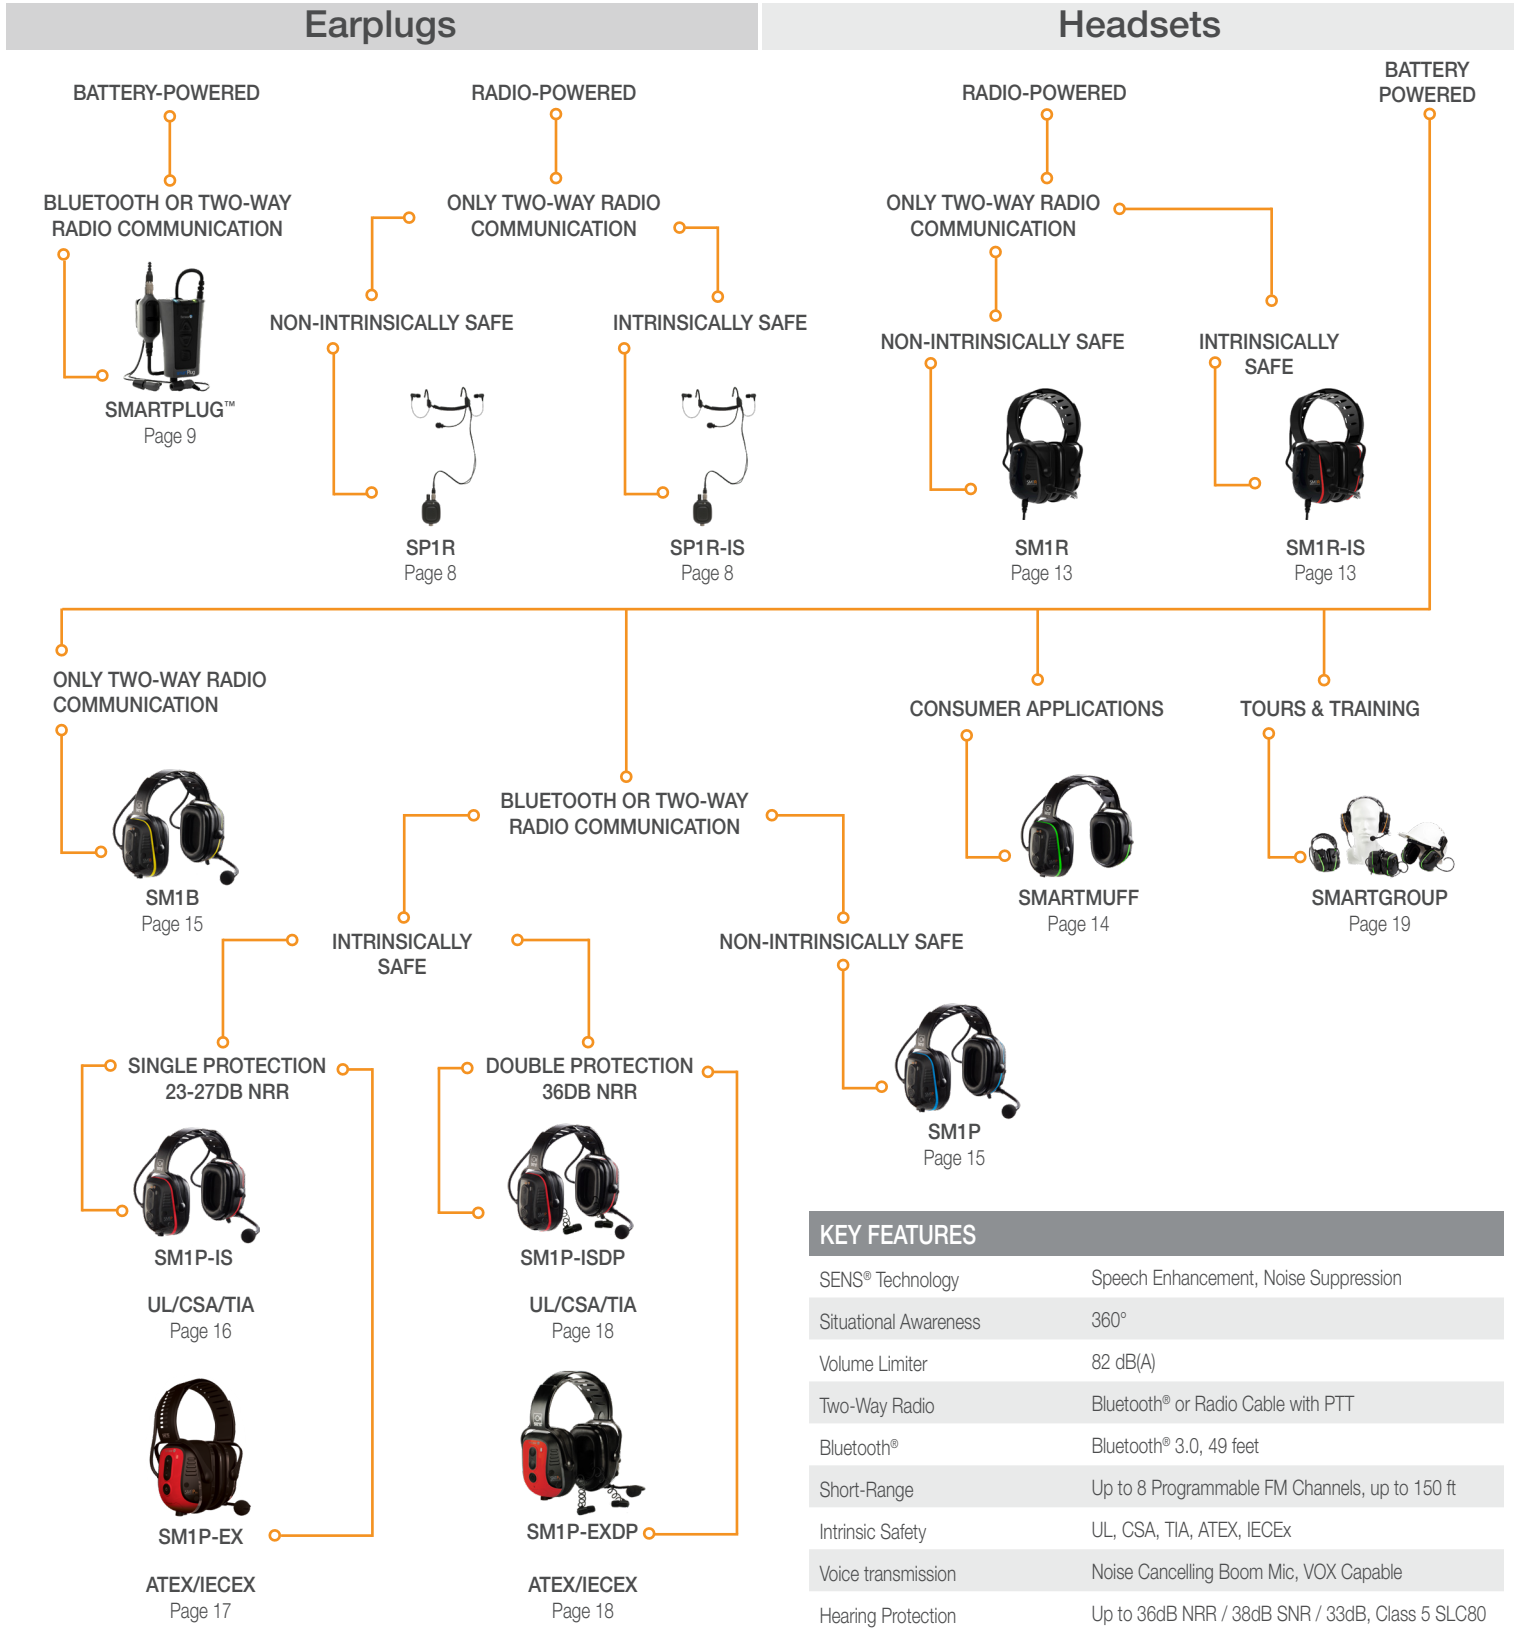 Earplugs
Headsets
BATTERY-POWERED
RADIO-POWERED
RADIO-POWERED
BATTERY
POWERED
BLUETOOTH OR TWO-WAY
RADIO COMMUNICATION
ONLY TWO-WAY RADIO
COMMUNICATION
ONLY TWO-WAY RADIO
COMMUNICATION
NON-INTRINSICALLY SAFE
INTRINSICALLY SAFE
NON-INTRINSICALLY SAFE
INTRINSICALLY
SAFE
SMARTPLUG™
Page 9
SP1R
Page 8
SP1R-IS
Page 8
SM1R
Page 13
SM1R-IS
Page 13
ONLY TWO-WAY RADIO
COMMUNICATION
CONSUMER APPLICATIONS
TOURS & TRAINING
BLUETOOTH OR TWO-WAY
RADIO COMMUNICATION
SM1B
Page 15
SMARTMUFF
Page 14
SMARTGROUP
Page 19
INTRINSICALLY
SAFE
NON-INTRINSICALLY SAFE
SINGLE PROTECTION
23-27DB NRR
DOUBLE PROTECTION
36DB NRR
SM1P
Page 15
SM1P-IS
UL/CSA/TIA
Page 16
SM1P-ISDP
UL/CSA/TIA
Page 18
SM1P-EX
ATEX/IECEX
Page 17
SM1P-EXDP
ATEX/IECEX
Page 18
KEY FEATURES
SENS® Technology Speech Enhancement, Noise Suppression
Situational Awareness 360°
Volume Limiter 82 dB(A)
Two-Way Radio Bluetooth® or Radio Cable with PTT
Bluetooth® Bluetooth® 3.0, 49 feet
Short-Range Up to 8 Programmable FM Channels, up to 150 ft
Intrinsic Safety UL, CSA, TIA, ATEX, IECEx
Voice transmission Noise Cancelling Boom Mic, VOX Capable
Hearing Protection Up to 36dB NRR / 38dB SNR / 33dB, Class 5 SLC80